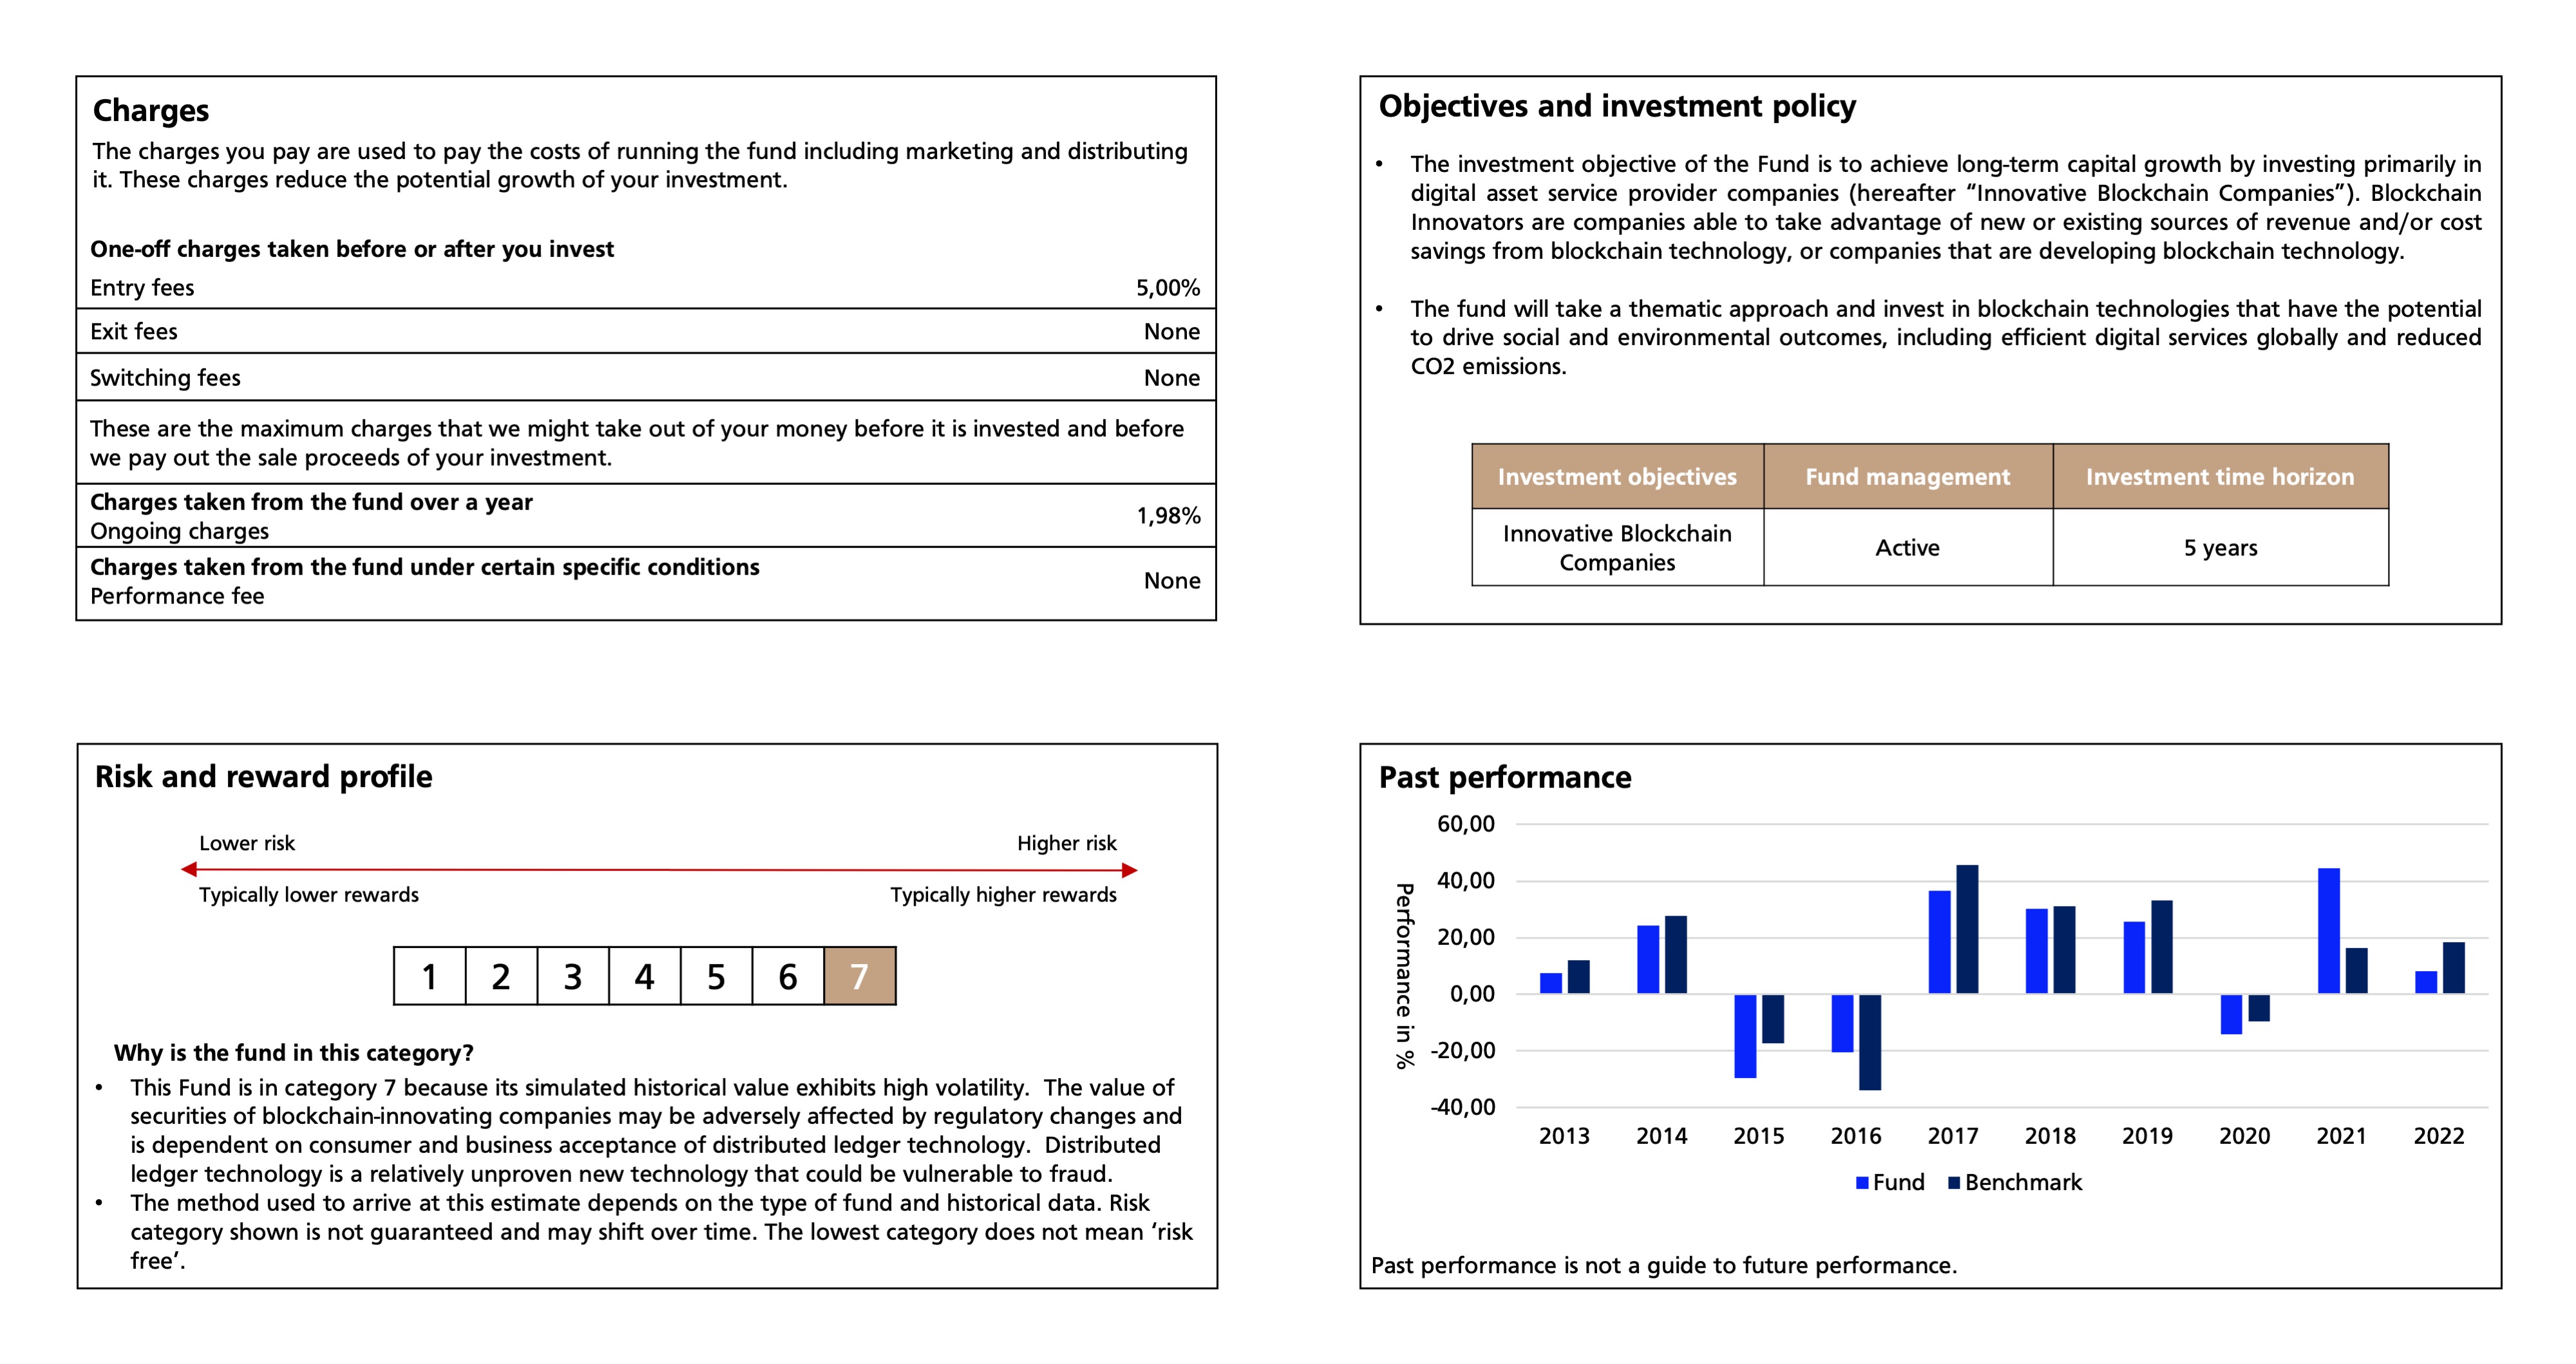 Charges
The charges you pay are used to pay the costs of running the fund including marketing and distributing
it. These charges reduce the potential growth of your investment.
One-off charges taken before or after you invest
Entry fees 5,00%
Exit fees None
Switching fees None
These are the maximum charges that we might take out of your money before it is invested and before
we pay out the sale proceeds of your investment.
Charges taken from the fund over a year
Ongoing charges 1,98%
Charges taken from the fund under certain specific conditions
Performance fee None
Objectives and investment policy
• The investment objective of the Fund is to achieve long-term capital growth by investing primarily in
digital asset service provider companies (hereafter “Innovative Blockchain Companies”). Blockchain
Innovators are companies able to take advantage of new or existing sources of revenue and/or cost
savings from blockchain technology, or companies that are developing blockchain technology.
• The fund will take a thematic approach and invest in blockchain technologies that have the potential
to drive social and environmental outcomes, including efficient digital services globally and reduced
CO2 emissions.
Investment objectives Fund management Investment time horizon
Innovative Blockchain
Companies Active 5 years
Risk and reward profile
Lower risk Higher risk
Typically lower rewards Typically higher rewards
1 2 3 4 5 6 7
Why is the fund in this category?
• This Fund is in category 7 because its simulated historical value exhibits high volatility. The value of
securities of blockchain-innovating companies may be adversely affected by regulatory changes and
is dependent on consumer and business acceptance of distributed ledger technology. Distributed
ledger technology is a relatively unproven new technology that could be vulnerable to fraud.
• The method used to arrive at this estimate depends on the type of fund and historical data. Risk
category shown is not guaranteed and may shift over time. The lowest category does not mean ‘risk
free’.
Past performance
Performance in %
60,00
40,00
20,00
0,00
-20,00
-40,00
2013 2014 2015 2016 2017 2018 2019 2020 2021 2022
Fund Benchmark
Past performance is not a guide to future performance.